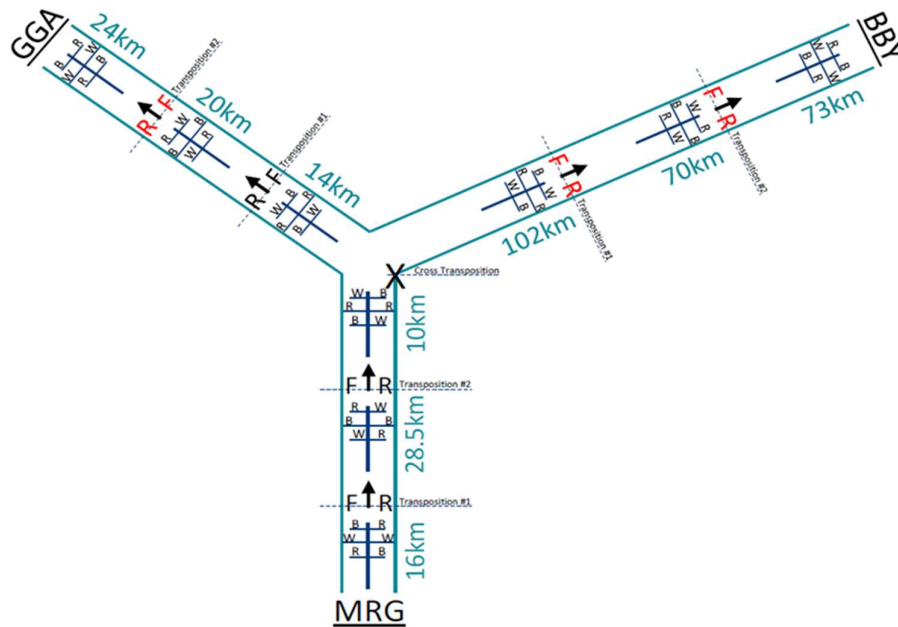 GGA
24km
R W B
B W R
F
R
Transposition #2
20km
W B R
R B W
F
R
Transposition #1
14km
W B R
R B W
BBY
73km
W R B
B R W
F
R
Transposition #2
70km
B W R
R W B
F
R
Transposition #1
102km
R B W
W B R
X
Cross Transposition
10km
W B
R R
B W
F R
Transposition #2
28.5km
R W
B B
W R
F R
Transposition #1
16km
B R
W W
R B
MRG